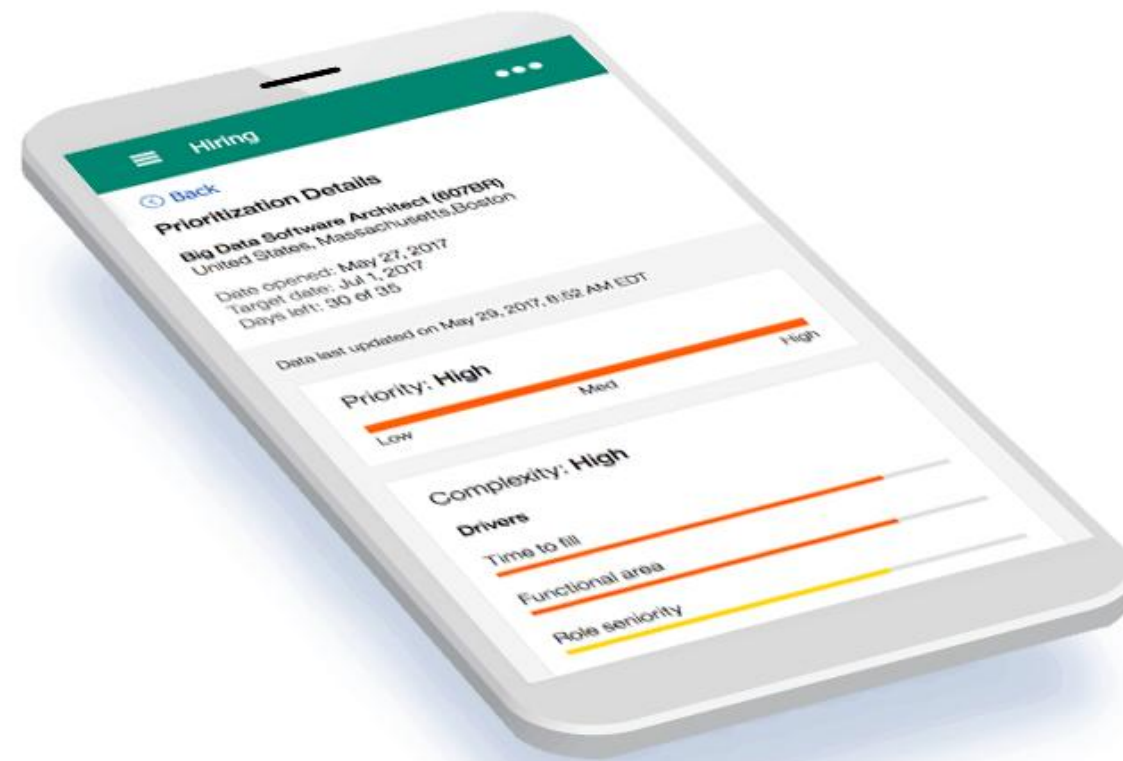 Hiring
Back
Prioritization Details
Big Data Software Architect (607BR)
United States, Massachusetts,Boston
Date opened: May 27, 2017
Target date: Jul 1, 2017
Days left: 30 of 35
Data last updated on May 29, 2017, 8:52 AM EDT
Priority: High
Low Med High
Complexity: High
Drivers
Time to fill
Functional area
Role seniority